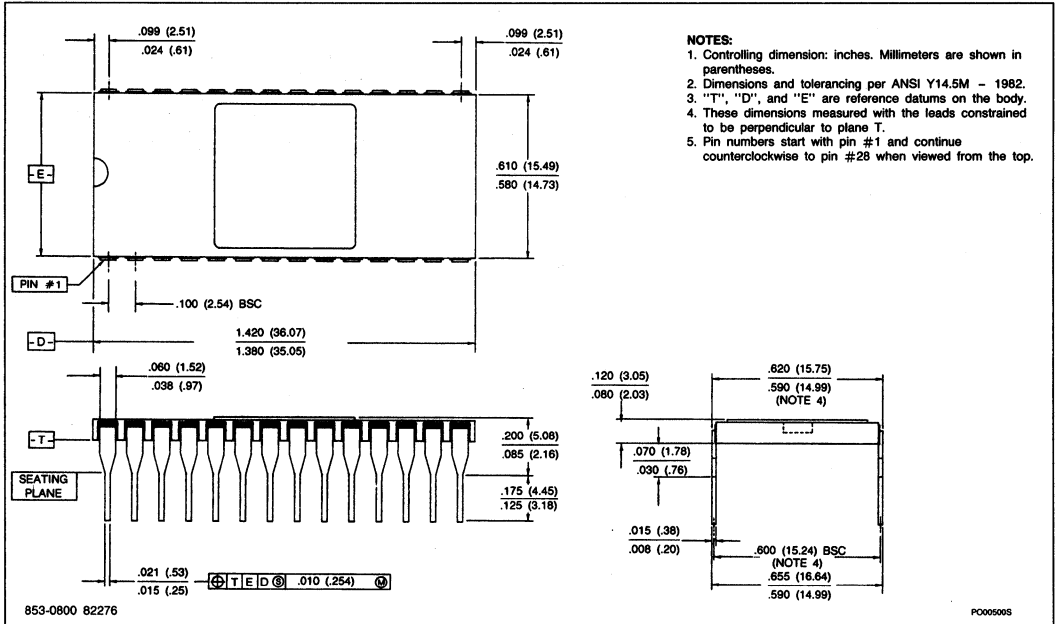 .099 (2.51)
.024 (.61)
.099 (2.51)
.024 (.61)
NOTES:
1. Controlling dimension: inches. Millimeters are shown in
parentheses.
2. Dimensions and tolerancing per ANSI Y14.5M – 1982.
3. "T", "D", and "E" are reference datums on the body.
4. These dimensions measured with the leads constrained
to be perpendicular to plane T.
5. Pin numbers start with pin #1 and continue
counterclockwise to pin #28 when viewed from the top.
-E-
.610 (15.49)
.580 (14.73)
PIN #1
.100 (2.54) BSC
-D-
1.420 (36.07)
1.380 (35.05)
.060 (1.52)
.038 (.97)
-T-
.200 (5.08)
.085 (2.16)
SEATING
PLANE
.175 (4.45)
.125 (3.18)
.021 (.53)
.015 (.25)
⌖ T E D Ⓢ .010 (.254) Ⓜ
.120 (3.05)
.080 (2.03)
.620 (15.75)
.590 (14.99)
(NOTE 4)
.070 (1.78)
.030 (.76)
.015 (.38)
.008 (.20)
.600 (15.24) BSC
(NOTE 4)
.655 (16.64)
.590 (14.99)
853-0800 82276
PO00500S